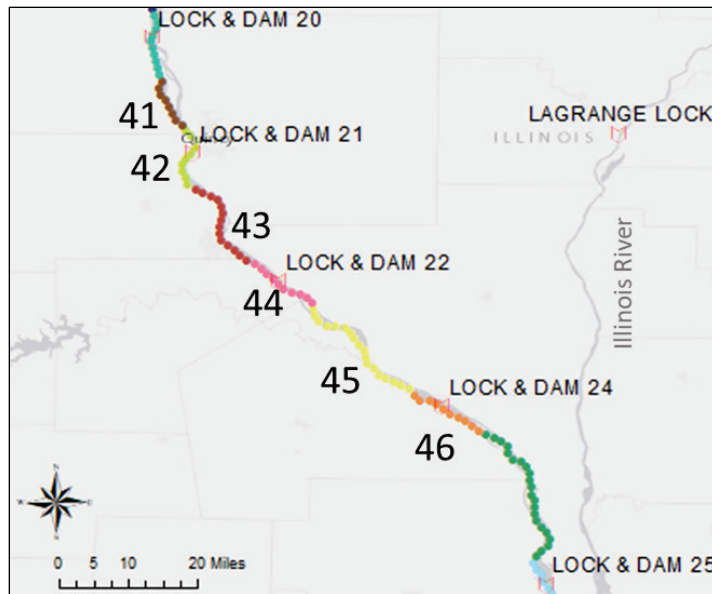 LOCK & DAM 20
LAGRANGE LOCK
ILLINOIS
41
LOCK & DAM 21
Quincy
42
43
LOCK & DAM 22
44
Illinois River
45
LOCK & DAM 24
46
N
W
E
S
0 5 10 20 Miles
LOCK & DAM 25